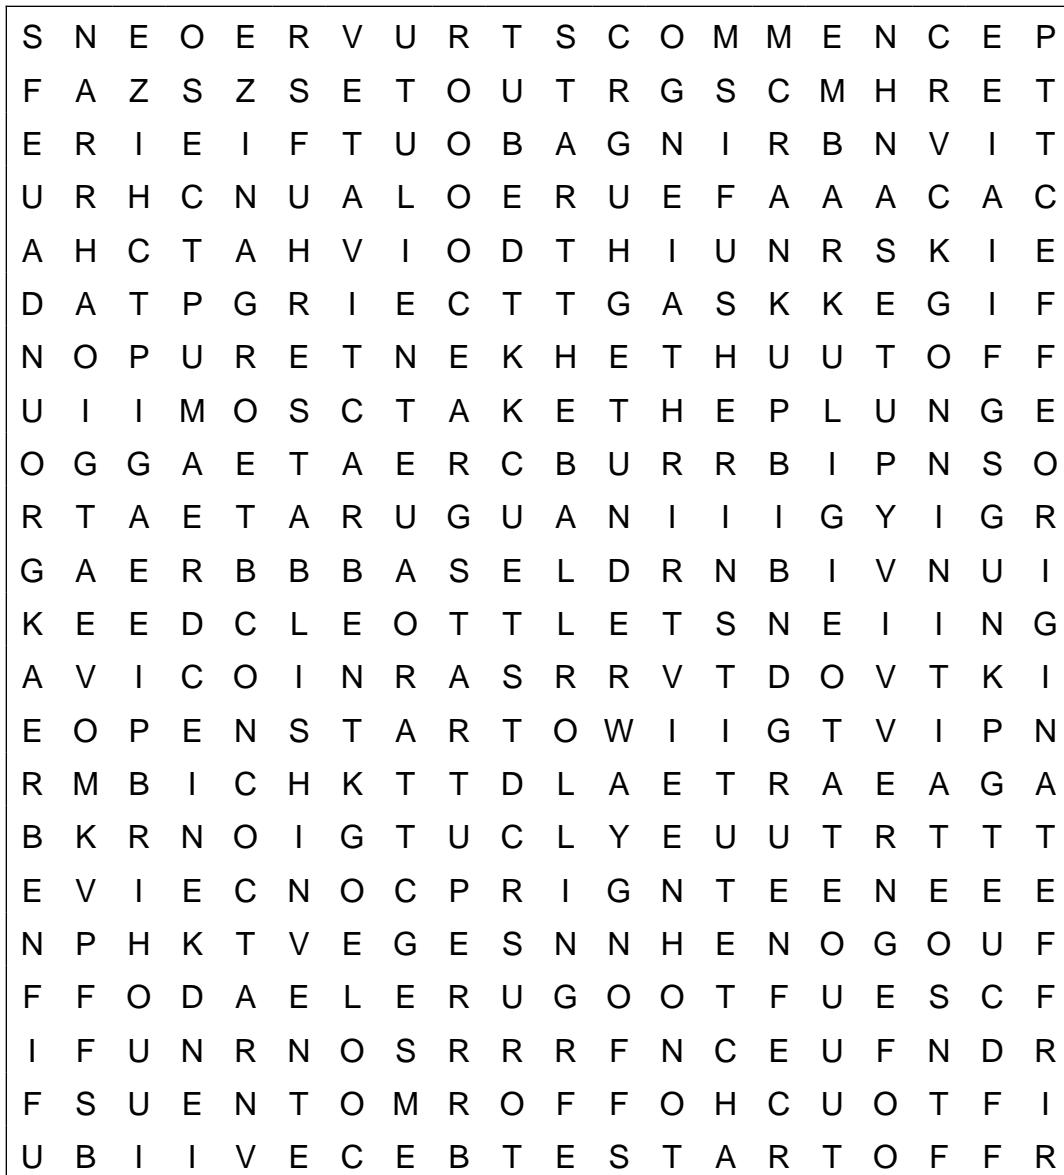 S N E O E R V U R T S C O M M E N C E P
F A Z S Z S E T O U T R G S C M H R E T
E R I E I F T U O B A G N I R B N V I T
U R H C N U A L O E R U E F A A A C A C
A H C T A H V I O D T H I U N R S K I E
D A T P G R I E C T T G A S K K E G I F
N O P U R E T N E K H E T H U U T O F F
U I I M O S C T A K E T H E P L U N G E
O G G A E T A E R C B U R R B I P N S O
R T A E T A R U G U A N I I I G Y I G R
G A E R B B B A S E L D R N B I V N U I
K E E D C L E O T T L E T S N E I I N G
A V I C O I N R A S R R V T D O V T K I
E O P E N S T A R T O W I I G T V I P N
R M B I C H K T T D L A E T R A E A G A
B K R N O I G T U C L Y E U U T R T T T
E V I E C N O C P R I G N T E E N E E E
N P H K T V E G E S N N H E N O G O U F
F F O D A E L E R U G O O T F U E S C F
I F U N R N O S R R R F N C E U F N D R
F S U E N T O M R O F F O H C U O T F I
U B I I V E C E B T E S T A R T O F F R